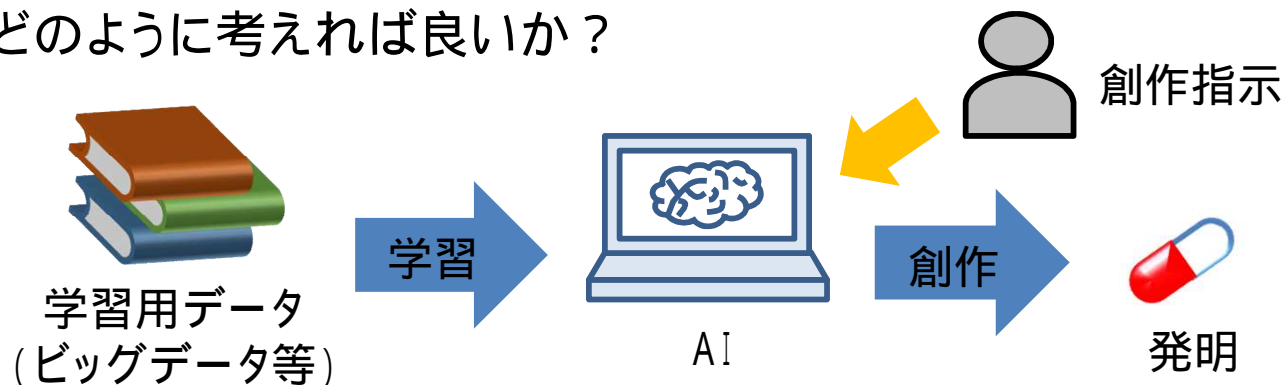 どのように考えれば良いか？
創作指示
学習
創作
学習用データ
(ビッグデータ等)
AI
発明